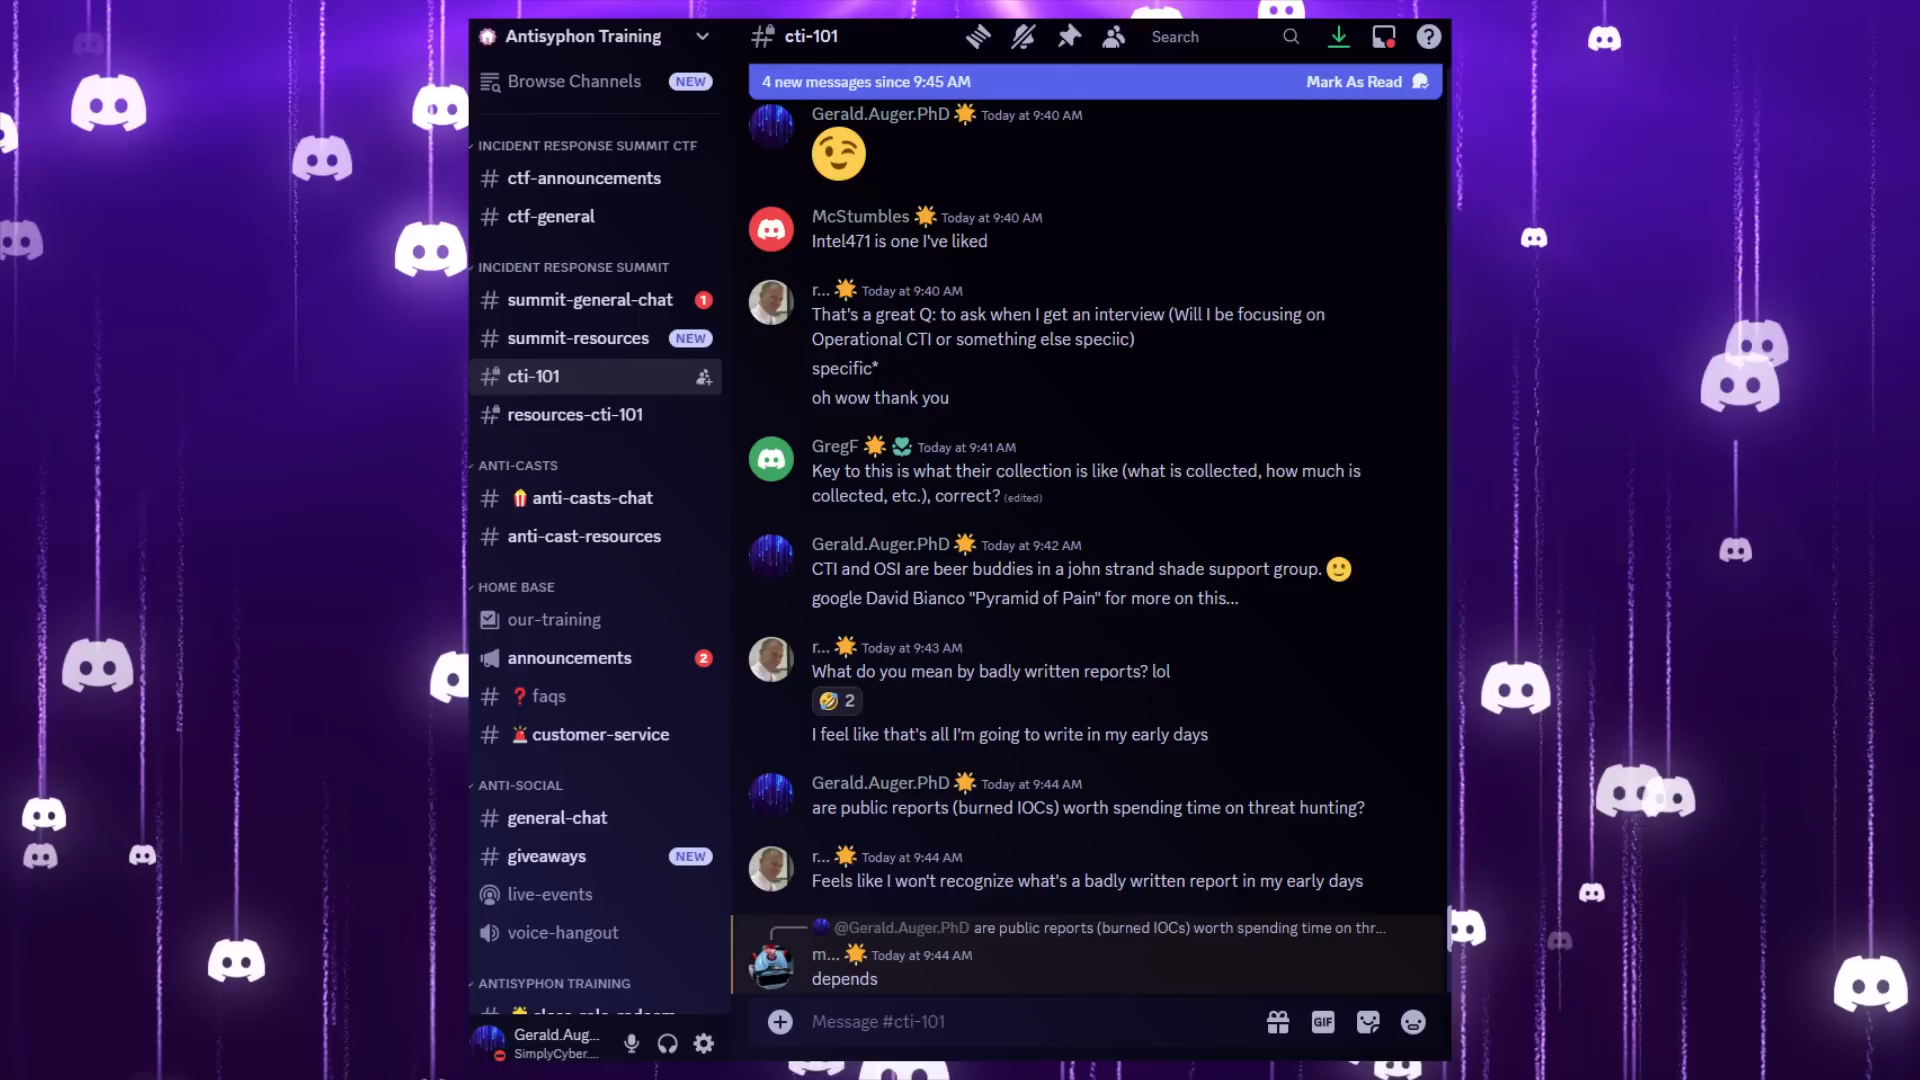 Antisyphon Training
Browse Channels NEW
INCIDENT RESPONSE SUMMIT CTF
ctf-announcements
ctf-general
INCIDENT RESPONSE SUMMIT
summit-general-chat 1
summit-resources NEW
cti-101
resources-cti-101
ANTI-CASTS
anti-casts-chat
anti-cast-resources
HOME BASE
our-training
announcements 2
faqs
customer-service
ANTI-SOCIAL
general-chat
giveaways NEW
live-events
voice-hangout
ANTISYPHON TRAINING
Gerald.Aug...
SimplyCyber....
cti-101
Search
4 new messages since 9:45 AM
Mark As Read
Gerald.Auger.PhD Today at 9:40 AM
McStumbles Today at 9:40 AM
Intel471 is one I've liked
r... Today at 9:40 AM
That's a great Q: to ask when I get an interview (Will I be focusing on
Operational CTI or something else speciic)
specific*
oh wow thank you
GregF Today at 9:41 AM
Key to this is what their collection is like (what is collected, how much is
collected, etc.), correct? (edited)
Gerald.Auger.PhD Today at 9:42 AM
CTI and OSI are beer buddies in a john strand shade support group.
google David Bianco "Pyramid of Pain" for more on this...
r... Today at 9:43 AM
What do you mean by badly written reports? lol
2
I feel like that's all I'm going to write in my early days
Gerald.Auger.PhD Today at 9:44 AM
are public reports (burned IOCs) worth spending time on threat hunting?
r... Today at 9:44 AM
Feels like I won't recognize what's a badly written report in my early days
@Gerald.Auger.PhD are public reports (burned IOCs) worth spending time on thr...
m... Today at 9:44 AM
depends
Message #cti-101
GIF